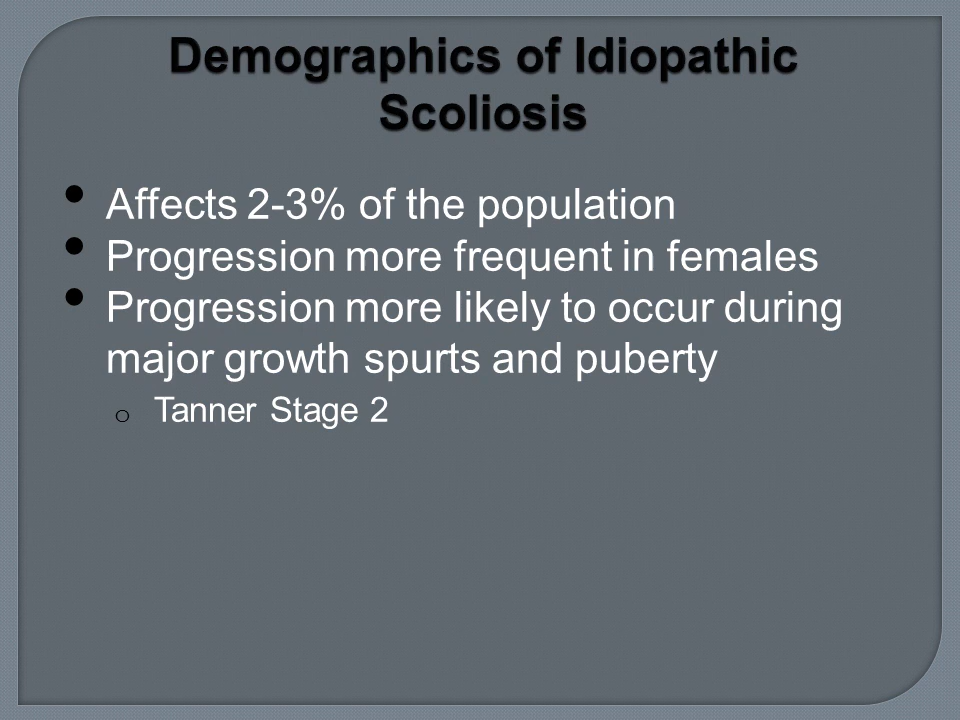 Demographics of Idiopathic
Scoliosis
• Affects 2-3% of the population
• Progression more frequent in females
• Progression more likely to occur during
major growth spurts and puberty
o Tanner Stage 2